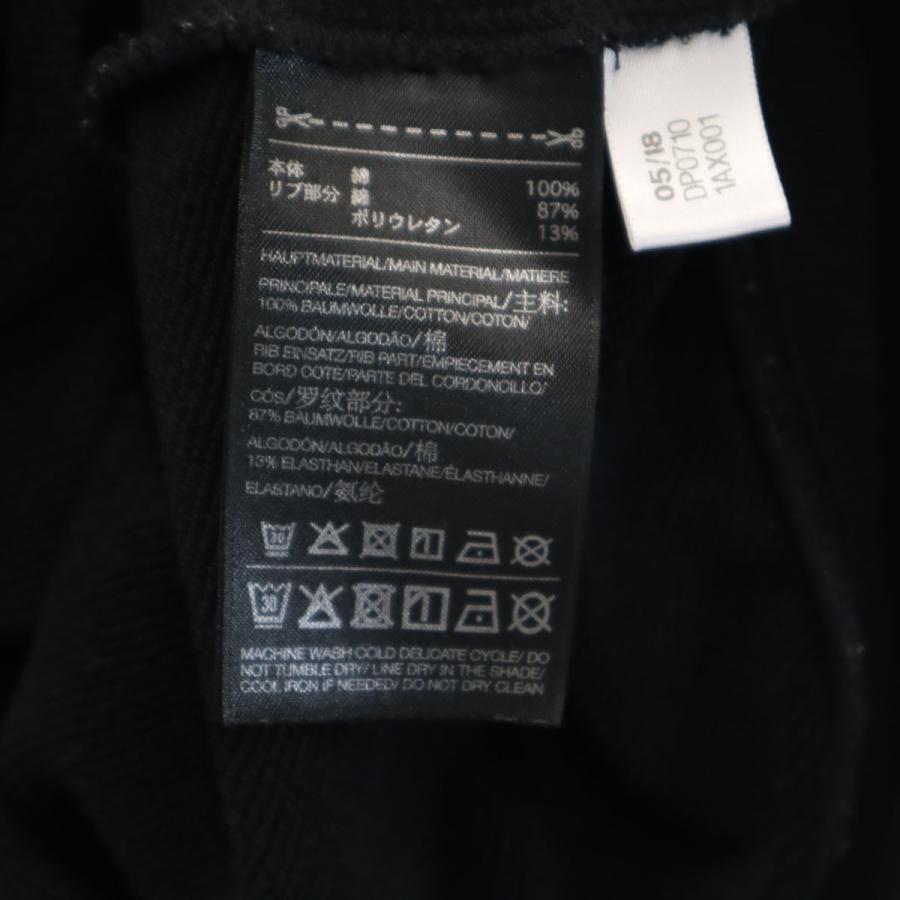 本体 綿 100%
リブ部分 綿 87%
ポリウレタン 13%
HAUPTMATERIAL/MAIN MATERIAL/MATIERE
PRINCIPALE/MATERIAL PRINCIPAL/主料:
100% BAUMWOLLE/COTTON/COTON/
ALGODÓN/ALGODÃO/棉
RIB EINSATZ/RIB PART/EMPIECEMENT EN
BORD COTE/PARTE DEL CORDONCILLO/
CÓS/罗纹部分:
87% BAUMWOLLE/COTTON/COTON/
ALGODÓN/ALGODÃO/棉
13% ELASTHAN/ELASTANE/ÉLASTHANNE/
ELASTANO/氨纶
30
30
MACHINE WASH COLD DELICATE CYCLE/ DO
NOT TUMBLE DRY/ LINE DRY IN THE SHADE/
COOL IRON IF NEEDED/ DO NOT DRY CLEAN
05/18
DP0710
1AX001